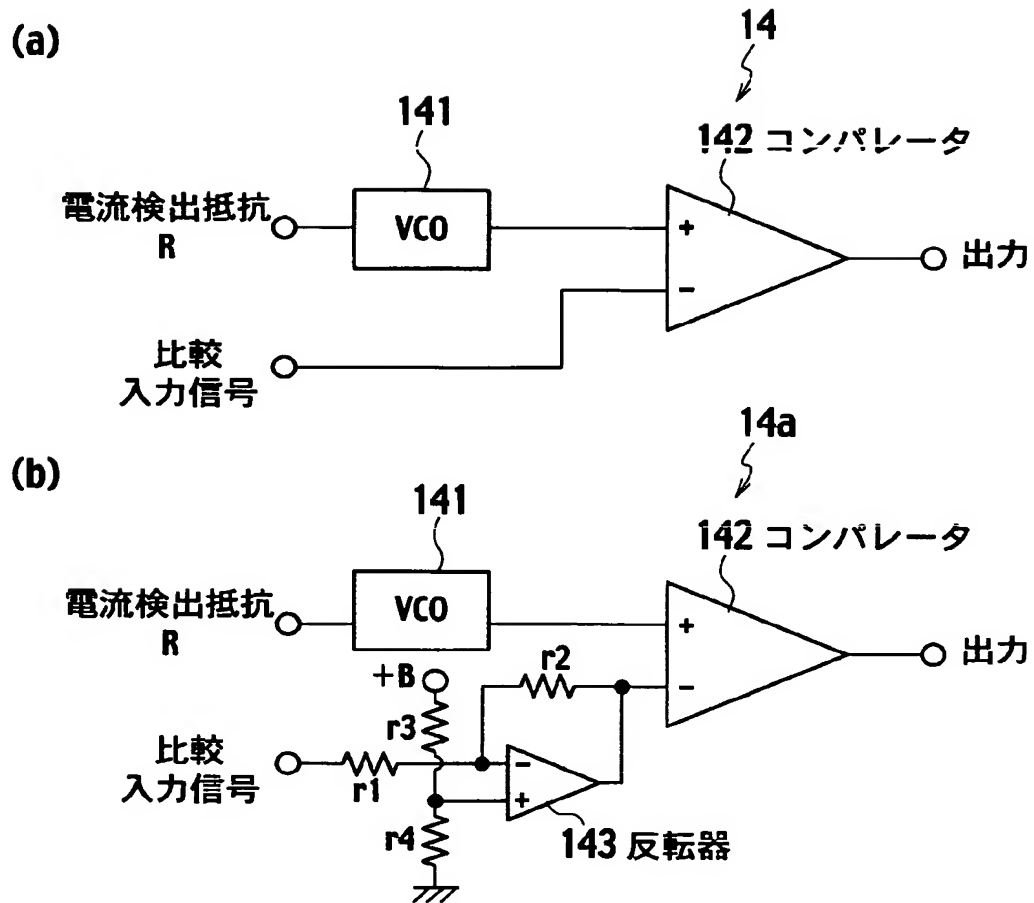 (a)
14
141
142 コンパレータ
電流検出抵抗
R
VCO
+
−
出力
比較
入力信号
(b)
14a
141
142 コンパレータ
電流検出抵抗
R
VCO
+
−
出力
+B
r2
r3
比較
入力信号
r1
−
+
r4
143 反転器